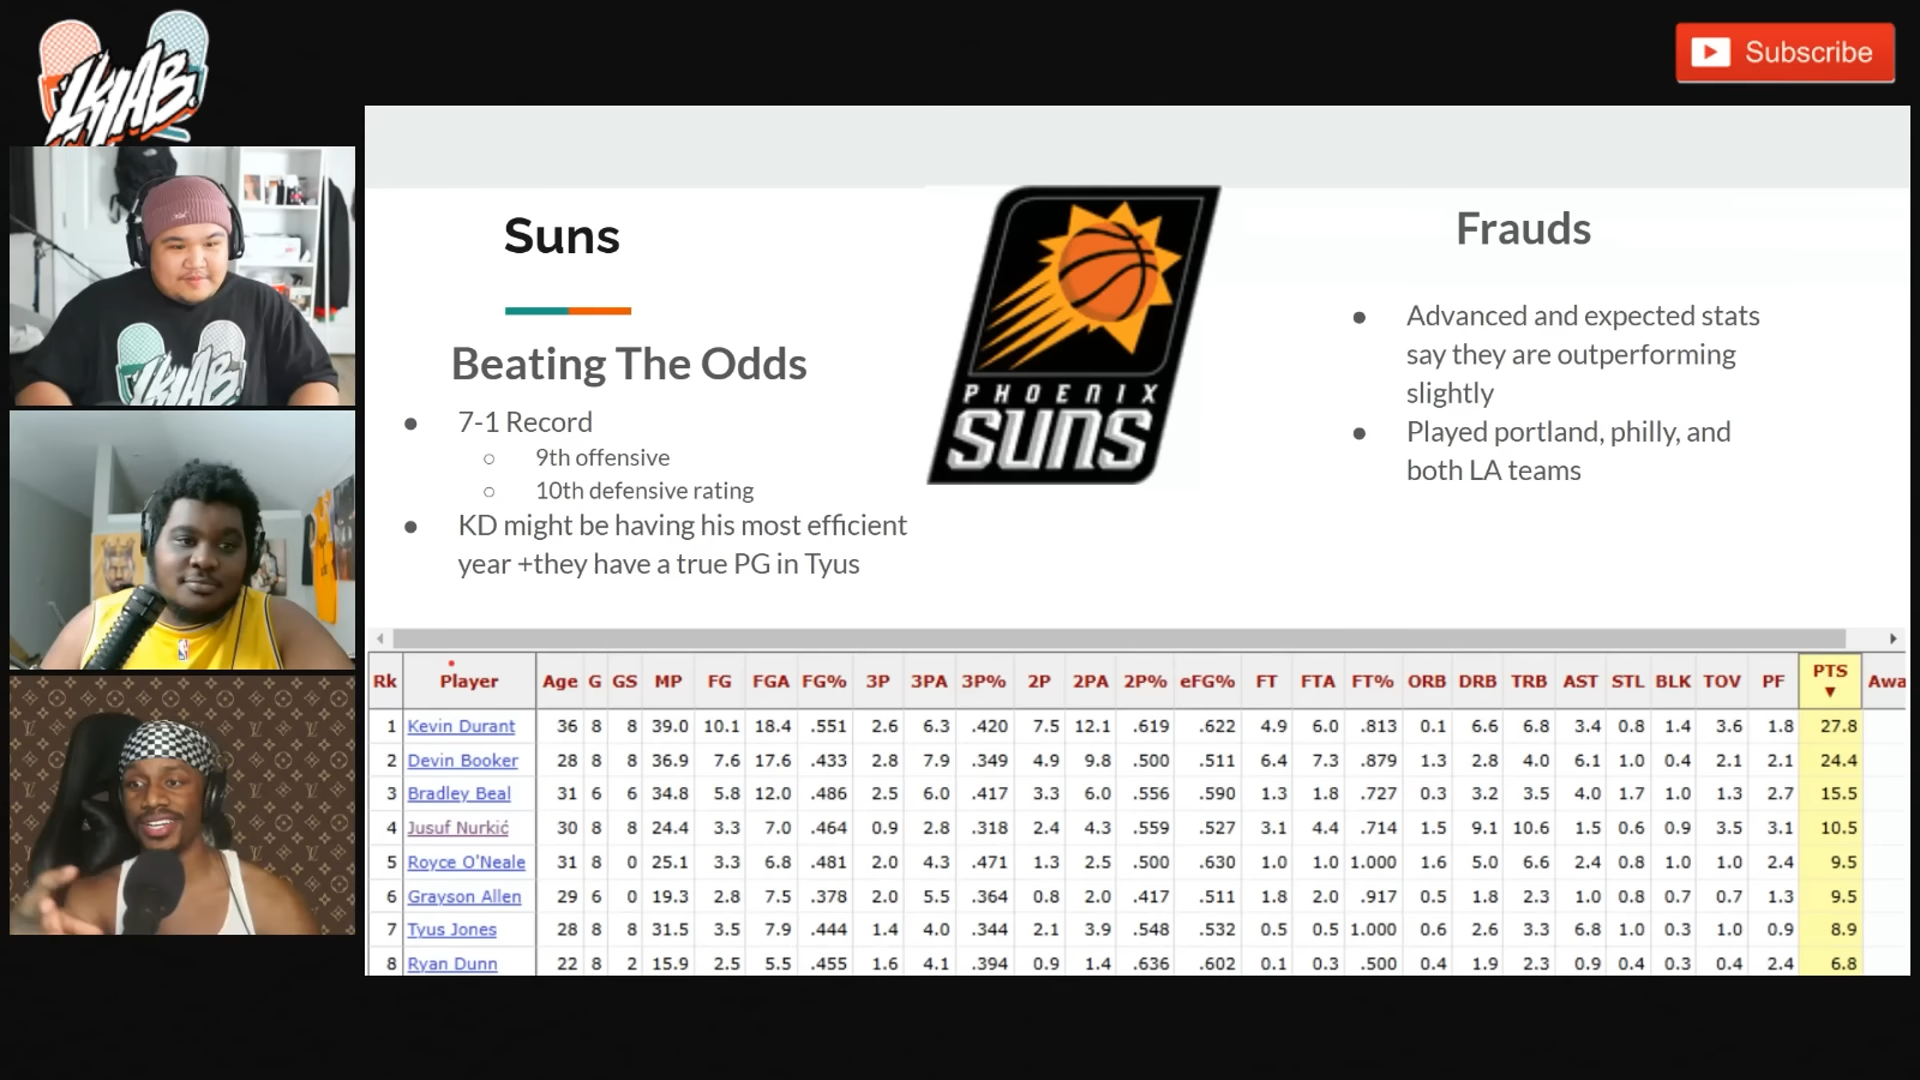 LKIAB
Subscribe
Suns
Beating The Odds
● 7-1 Record
○ 9th offensive
○ 10th defensive rating
● KD might be having his most efficient
year +they have a true PG in Tyus
PHOENIX
SUNS
Frauds
● Advanced and expected stats
say they are outperforming
slightly
● Played portland, philly, and
both LA teams
LKIAB
Rk Player Age G GS MP FG FGA FG% 3P 3PA 3P% 2P 2PA 2P% eFG% FT FTA FT% ORB DRB TRB AST STL BLK TOV PF PTS ▼ Awa
1 Kevin Durant 36 8 8 39.0 10.1 18.4 .551 2.6 6.3 .420 7.5 12.1 .619 .622 4.9 6.0 .813 0.1 6.6 6.8 3.4 0.8 1.4 3.6 1.8 27.8
2 Devin Booker 28 8 8 36.9 7.6 17.6 .433 2.8 7.9 .349 4.9 9.8 .500 .511 6.4 7.3 .879 1.3 2.8 4.0 6.1 1.0 0.4 2.1 2.1 24.4
3 Bradley Beal 31 6 6 34.8 5.8 12.0 .486 2.5 6.0 .417 3.3 6.0 .556 .590 1.3 1.8 .727 0.3 3.2 3.5 4.0 1.7 1.0 1.3 2.7 15.5
4 Jusuf Nurkić 30 8 8 24.4 3.3 7.0 .464 0.9 2.8 .318 2.4 4.3 .559 .527 3.1 4.4 .714 1.5 9.1 10.6 1.5 0.6 0.9 3.5 3.1 10.5
5 Royce O'Neale 31 8 0 25.1 3.3 6.8 .481 2.0 4.3 .471 1.3 2.5 .500 .630 1.0 1.0 1.000 1.6 5.0 6.6 2.4 0.8 1.0 1.0 2.4 9.5
6 Grayson Allen 29 6 0 19.3 2.8 7.5 .378 2.0 5.5 .364 0.8 2.0 .417 .511 1.8 2.0 .917 0.5 1.8 2.3 1.0 0.8 0.7 0.7 1.3 9.5
7 Tyus Jones 28 8 8 31.5 3.5 7.9 .444 1.4 4.0 .344 2.1 3.9 .548 .532 0.5 0.5 1.000 0.6 2.6 3.3 6.8 1.0 0.3 1.0 0.9 8.9
8 Ryan Dunn 22 8 2 15.9 2.5 5.5 .455 1.6 4.1 .394 0.9 1.4 .636 .602 0.1 0.3 .500 0.4 1.9 2.3 0.9 0.4 0.3 0.4 2.4 6.8